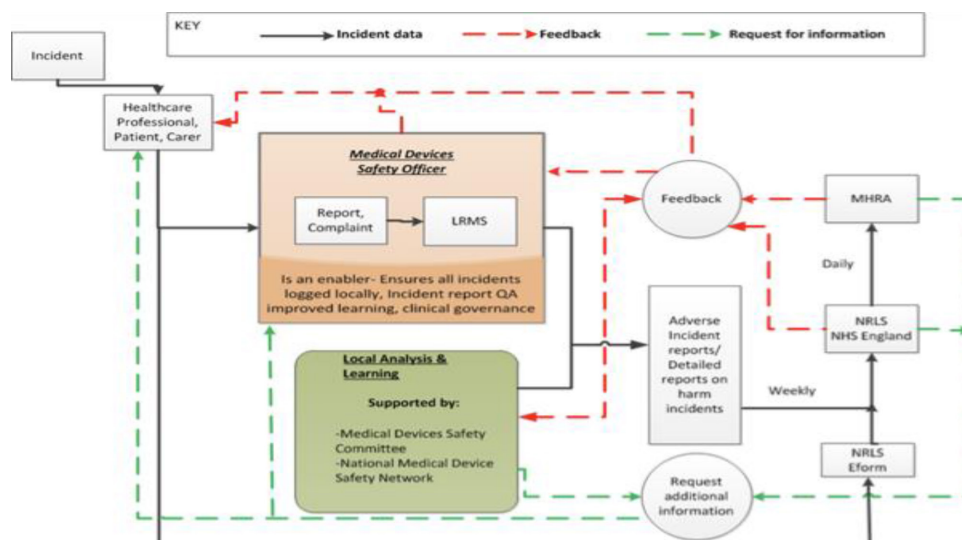 KEY
Incident data
Feedback
Request for information
Incident
Healthcare
Professional,
Patient, Carer
Medical Devices
Safety Officer
Report,
Complaint
LRMS
Is an enabler- Ensures all incidents
logged locally, Incident report QA
improved learning, clinical governance
Feedback
MHRA
Daily
NRLS
NHS England
Adverse
Incident
reports/
Detailed
reports on
harm
incidents
Weekly
Local Analysis &
Learning
Supported by:
-Medical Devices Safety
Committee
-National Medical Device
Safety Network
NRLS
Eform
Request
additional
information